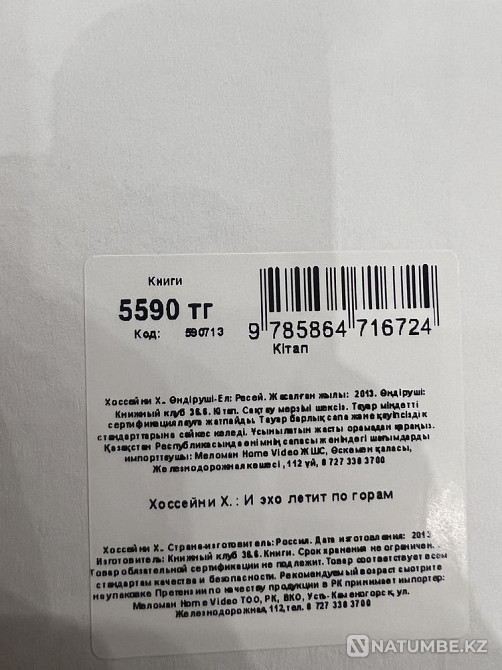 Книги
5590 тг
Код: 590713
9 785864 716724
Кітап
Хоссейни Х.. Өндіруші-Ел: Ресей. Жасалған жылы: 2013. Өндіруші:
Книжный клуб 36.6. Кітап. Сақтау мерзімі шексіз. Тауар міндетті
сертификациялауға жатпайды. Тауар барлық сапа және қауіпсіздік
стандарттарына сәйкес келеді. Ұсынылатын жасты орамадан қараңыз.
Қазақстан Республикасында өнімнің сапасы жөніндегі шағымдарды
импорттаушы: Меломан Home Video ЖШС, Өскемен қаласы,
Железнодорожная көшесі ,112 үй, 8 727 338 3700
Хоссейни Х.: И эхо летит по горам
Хоссейни Х.. Страна-изготовитель: Россия. Дата изготовления: 2013
Изготовитель: Книжный клуб 36.6. Книги. Срок хранения не ограничен.
Товар обязательной сертификации не подлежит. Товар соответствует всем
стандартам качества и безопасности. Рекомендуемый возраст смотрите
на упаковке Претензии по качеству продукции в РК принимает импортер:
Меломан Home Video ТОО, РК, ВКО, Усть-Каменогорск, ул.
Железнодорожная, 112,тел. 8 727 338 3700
NATUMBE.KZ